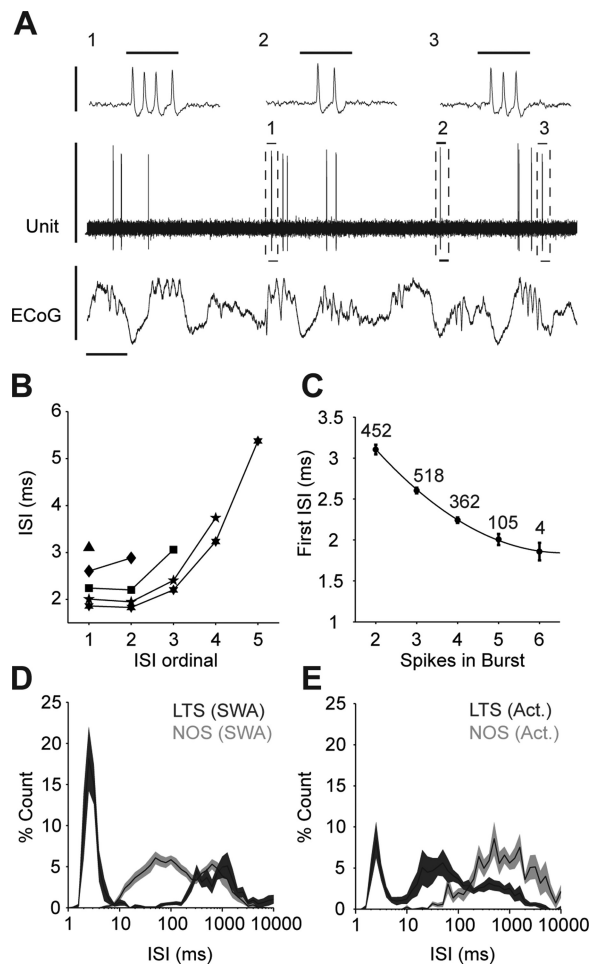 A
1 2 3
1 2 3
Unit
ECoG
B
ISI (ms)
6
5
4
3
2
1 2 3 4 5
ISI ordinal
C
First ISI (ms)
3.5
3
2.5
2
1.5
1
452
518
362
105
4
2 3 4 5 6
Spikes in Burst
D
LTS (SWA)
NOS (SWA)
% Count
25
20
15
10
5
0
1 10 100 1000 10000
ISI (ms)
E
LTS (Act.)
NOS (Act.)
% Count
25
20
15
10
5
0
1 10 100 1000 10000
ISI (ms)